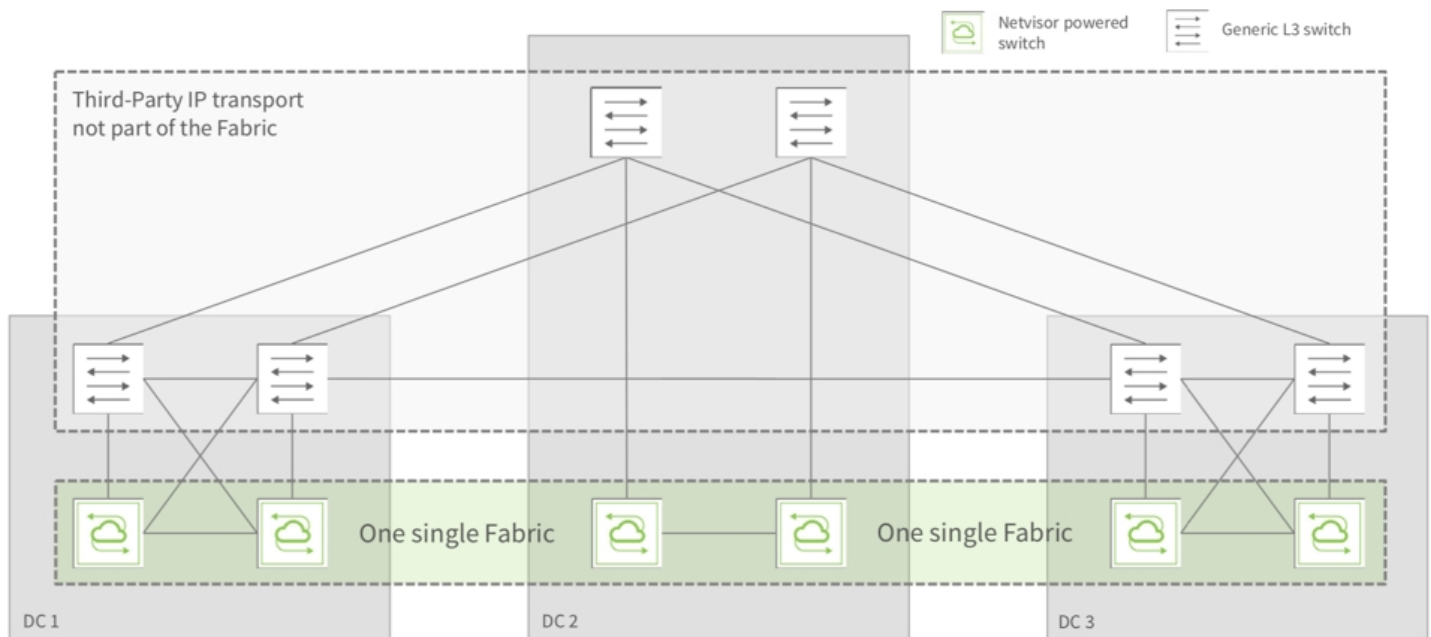 Netvisor powered
switch
Generic L3 switch
Third-Party IP transport
not part of the Fabric
One single Fabric
One single Fabric
DC 1
DC 2
DC 3